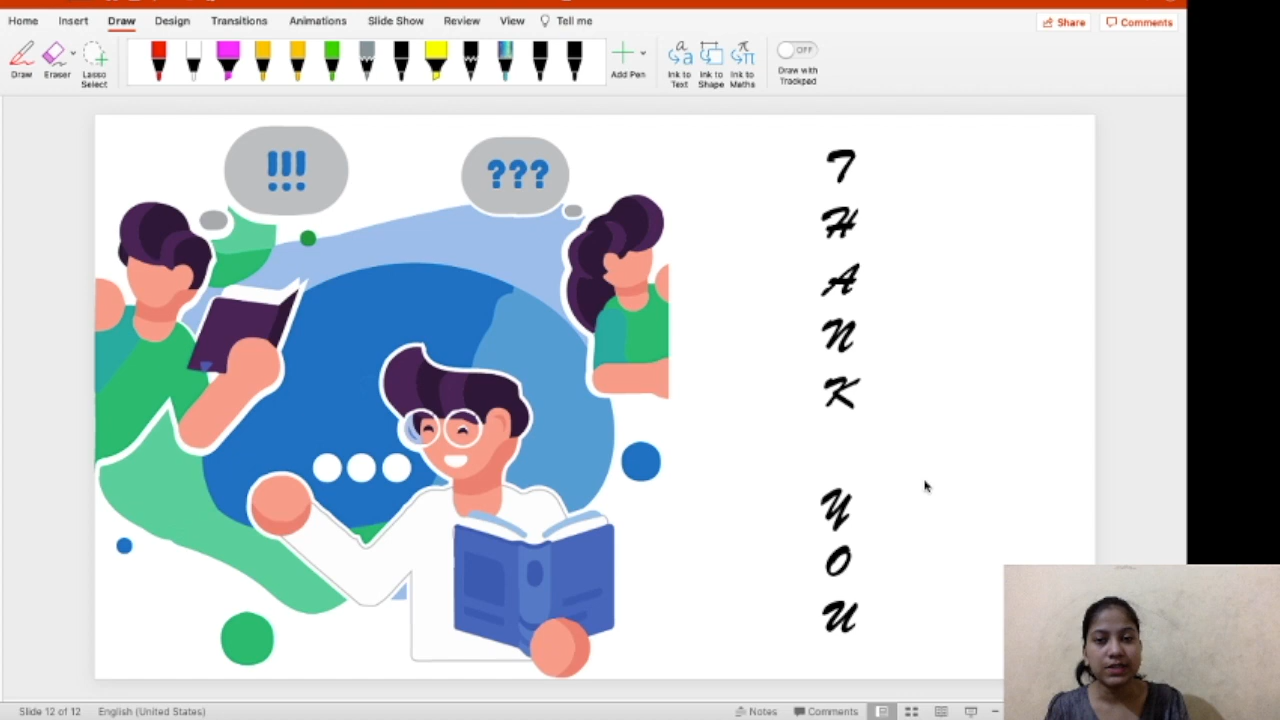 Home Insert Draw Design Transitions Animations Slide Show Review View Tell me Share Comments
Draw Eraser Lasso Select Add Pen Ink to Text Ink to Shape Ink to Maths OFF Draw with Trackpad
!!! ???
T
H
A
N
K
Y
O
U
Slide 12 of 12 English (United States) Notes Comments